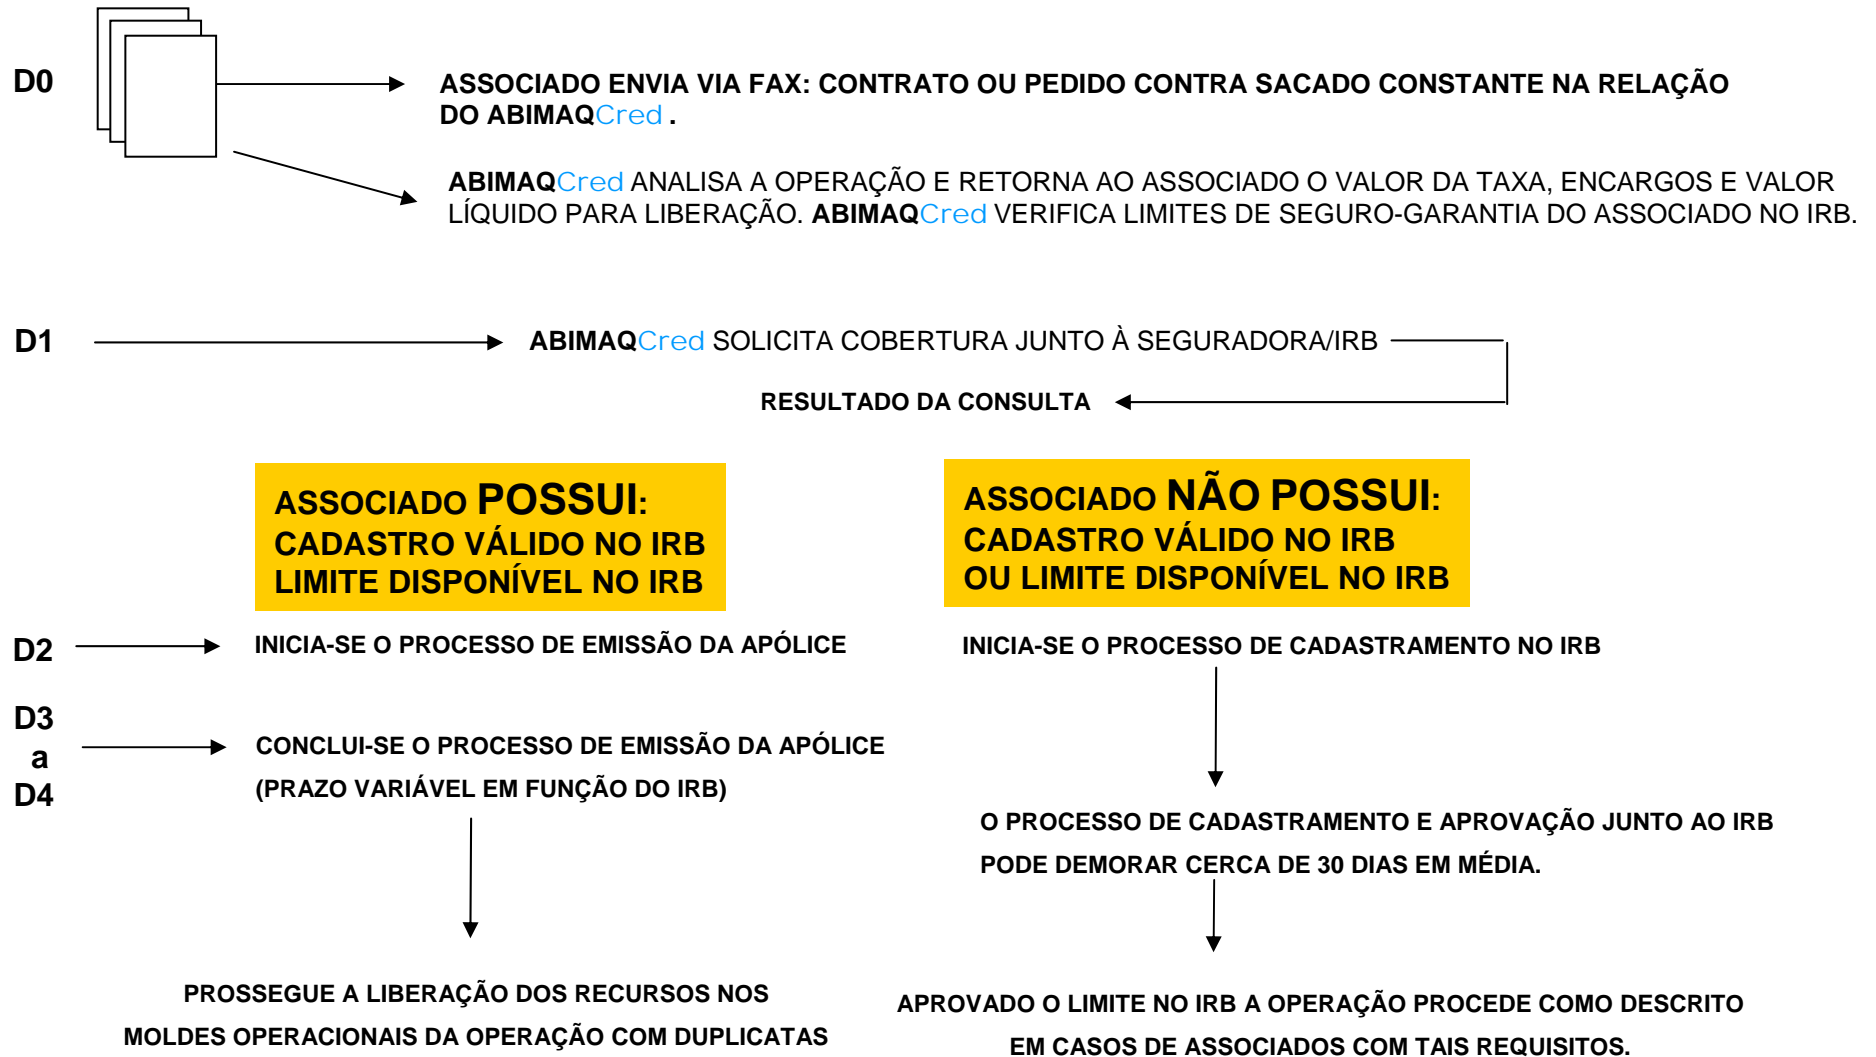 D0
ASSOCIADO ENVIA VIA FAX: CONTRATO OU PEDIDO CONTRA SACADO CONSTANTE NA RELAÇÃO
DO ABIMAQCred .
ABIMAQCred ANALISA A OPERAÇÃO E RETORNA AO ASSOCIADO O VALOR DA TAXA, ENCARGOS E VALOR
LÍQUIDO PARA LIBERAÇÃO. ABIMAQCred VERIFICA LIMITES DE SEGURO-GARANTIA DO ASSOCIADO NO IRB.
D1
ABIMAQCred SOLICITA COBERTURA JUNTO À SEGURADORA/IRB
RESULTADO DA CONSULTA
ASSOCIADO POSSUI:
CADASTRO VÁLIDO NO IRB
LIMITE DISPONÍVEL NO IRB
ASSOCIADO NÃO POSSUI:
CADASTRO VÁLIDO NO IRB
OU LIMITE DISPONÍVEL NO IRB
D2
INICIA-SE O PROCESSO DE EMISSÃO DA APÓLICE
INICIA-SE O PROCESSO DE CADASTRAMENTO NO IRB
D3
a
D4
CONCLUI-SE O PROCESSO DE EMISSÃO DA APÓLICE
(PRAZO VARIÁVEL EM FUNÇÃO DO IRB)
O PROCESSO DE CADASTRAMENTO E APROVAÇÃO JUNTO AO IRB
PODE DEMORAR CERCA DE 30 DIAS EM MÉDIA.
PROSSEGUE A LIBERAÇÃO DOS RECURSOS NOS
MOLDES OPERACIONAIS DA OPERAÇÃO COM DUPLICATAS
APROVADO O LIMITE NO IRB A OPERAÇÃO PROCEDE COMO DESCRITO
EM CASOS DE ASSOCIADOS COM TAIS REQUISITOS.